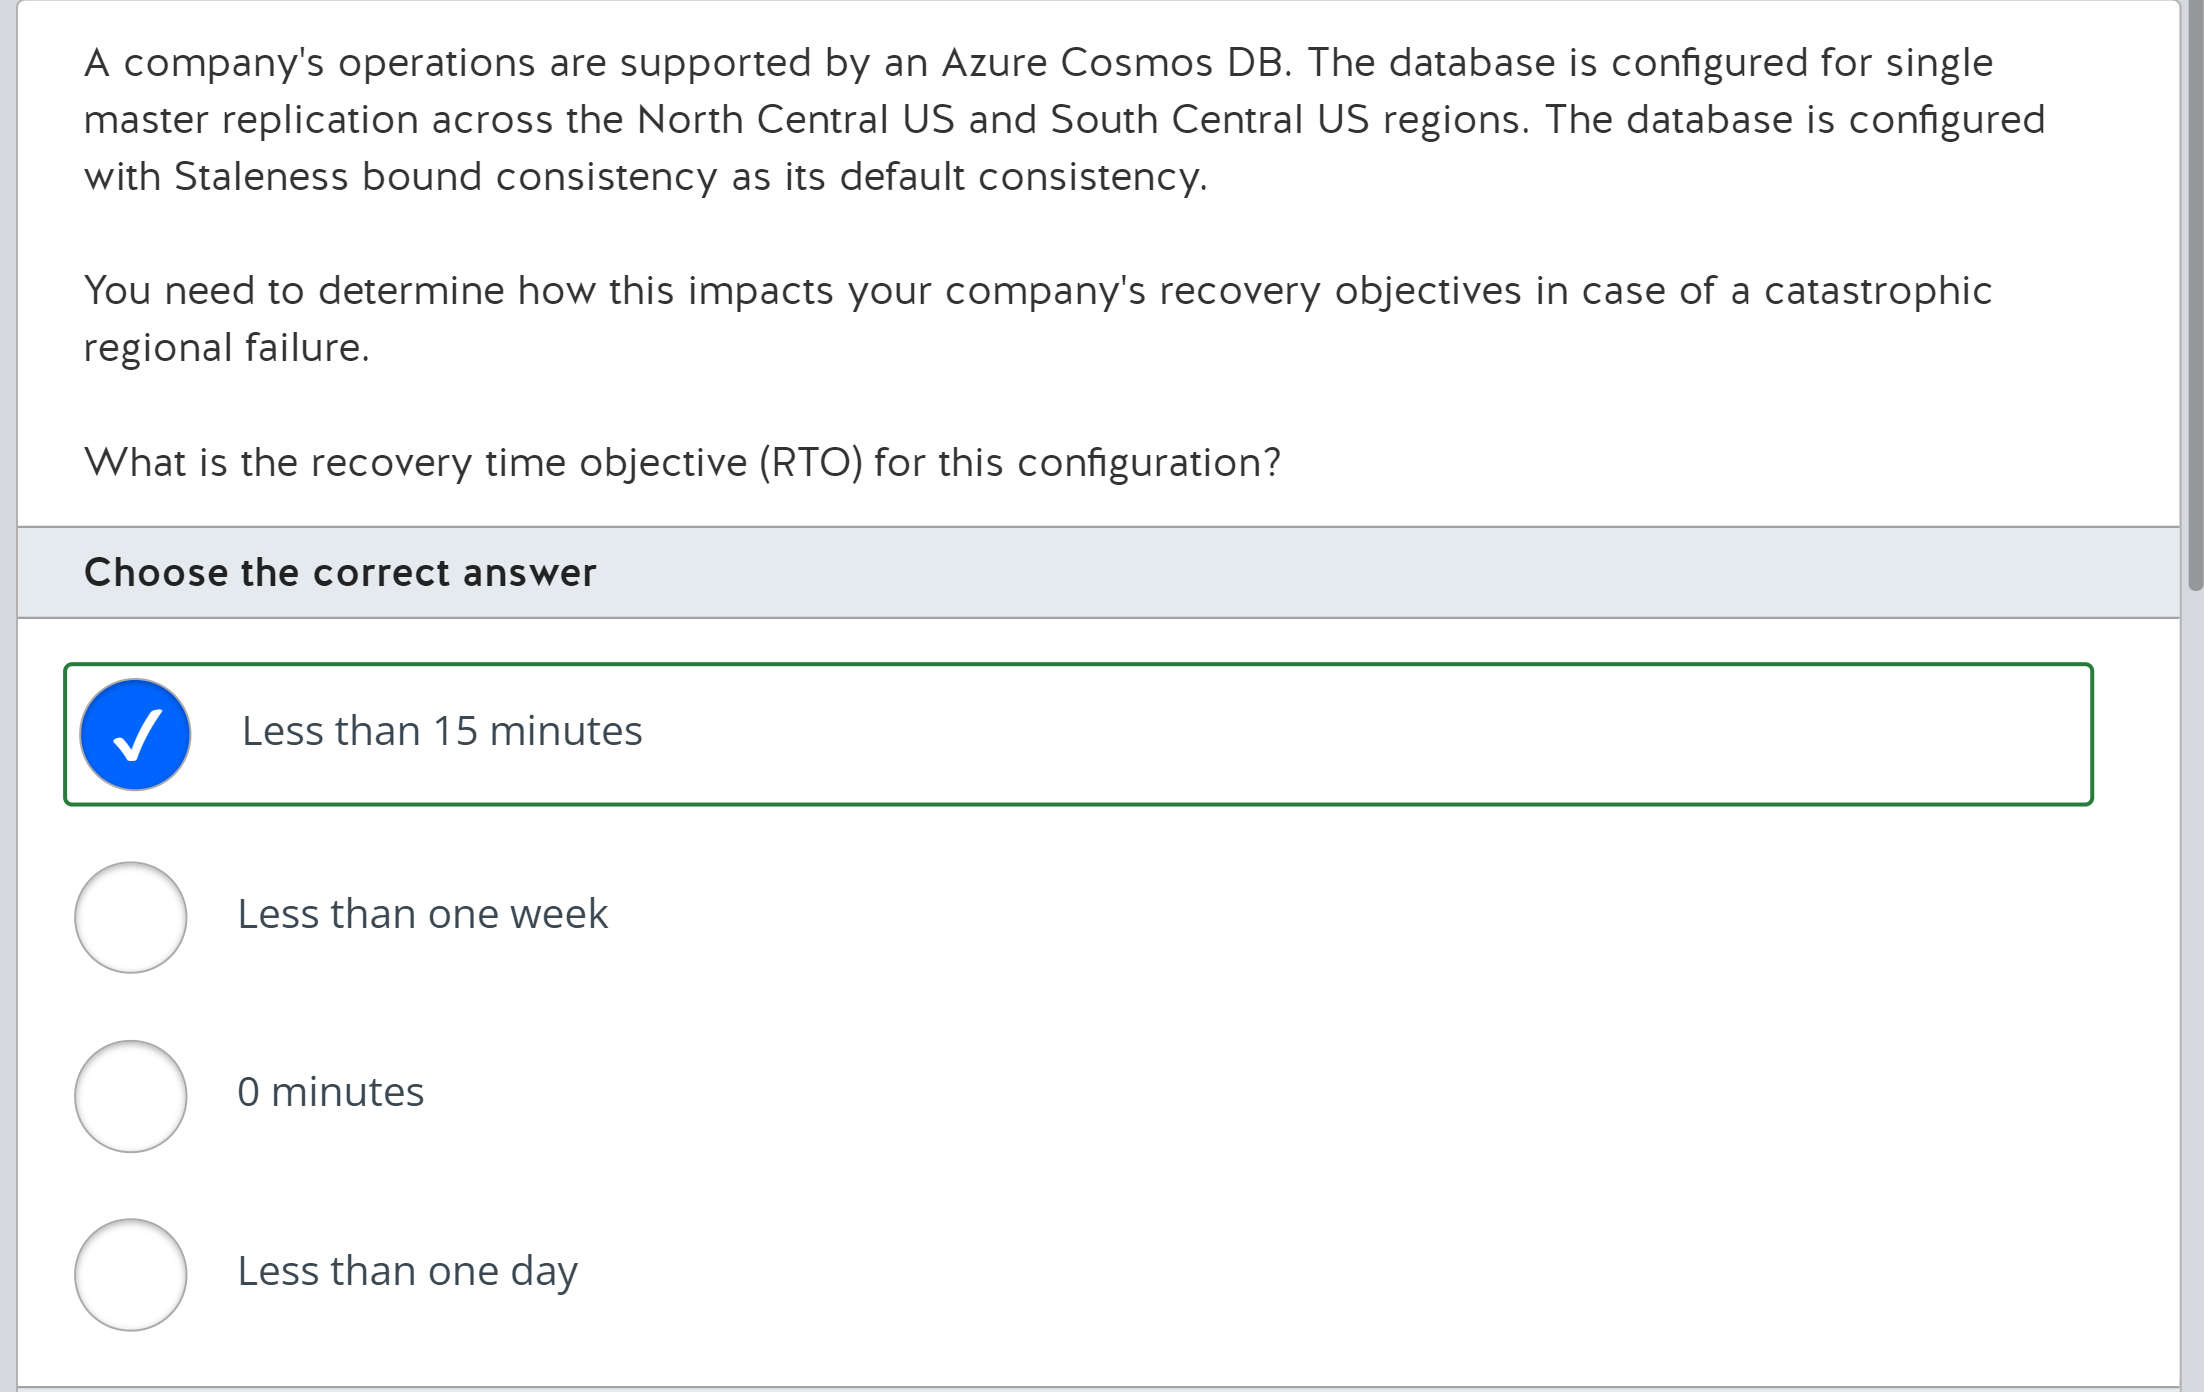 A company's operations are supported by an Azure Cosmos DB. The database is configured for single
master replication across the North Central US and South Central US regions. The database is configured
with Staleness bound consistency as its default consistency.
You need to determine how this impacts your company's recovery objectives in case of a catastrophic
regional failure.
What is the recovery time objective (RTO) for this configuration?
Choose the correct answer
Less than 15 minutes
Less than one week
0 minutes
Less than one day